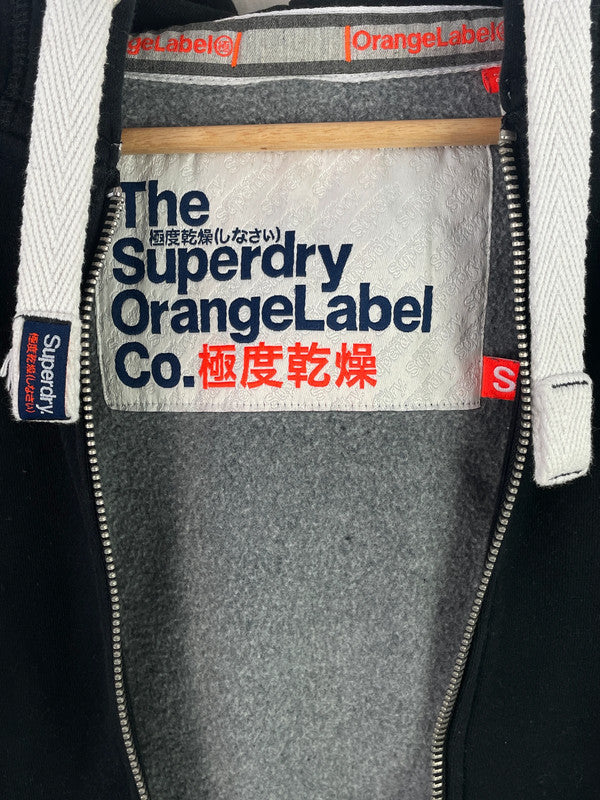 geLabel®
OrangeLabel®
The
極度乾燥(しなさい)
Superdry
OrangeLabel
Co.極度乾燥
S
Superdry.
極度乾燥(しなさい)